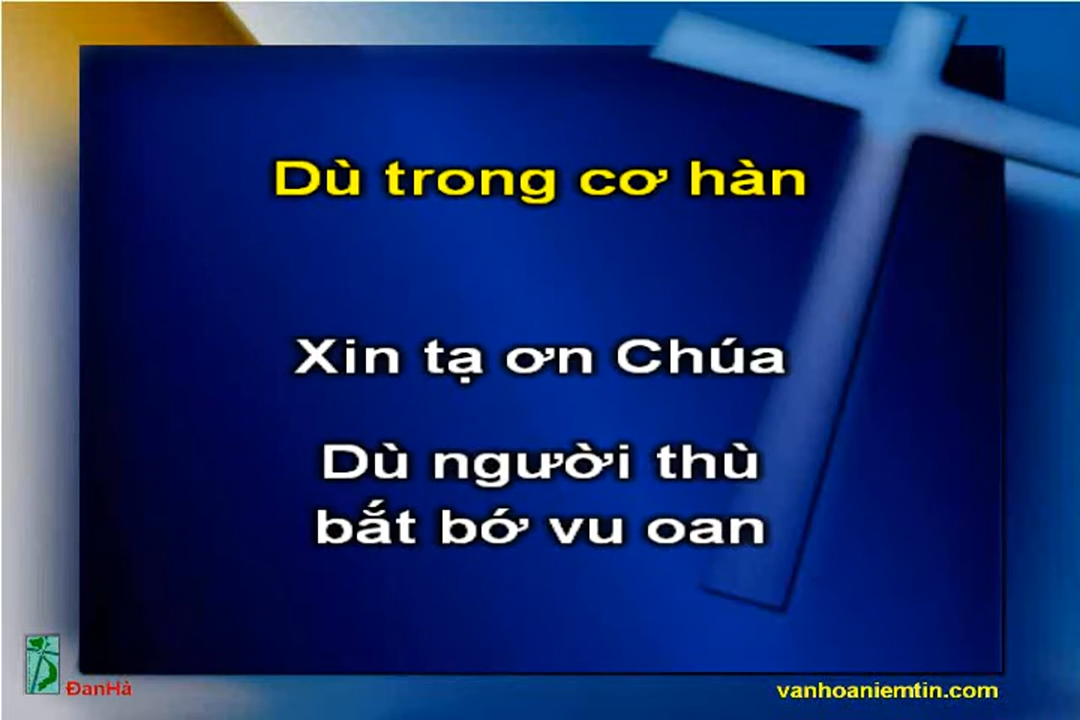 Dù trong cơ hàn
Xin tạ ơn Chúa
Dù người thù
bắt bớ vu oan
ĐanHà
vanhoaniemtin.com